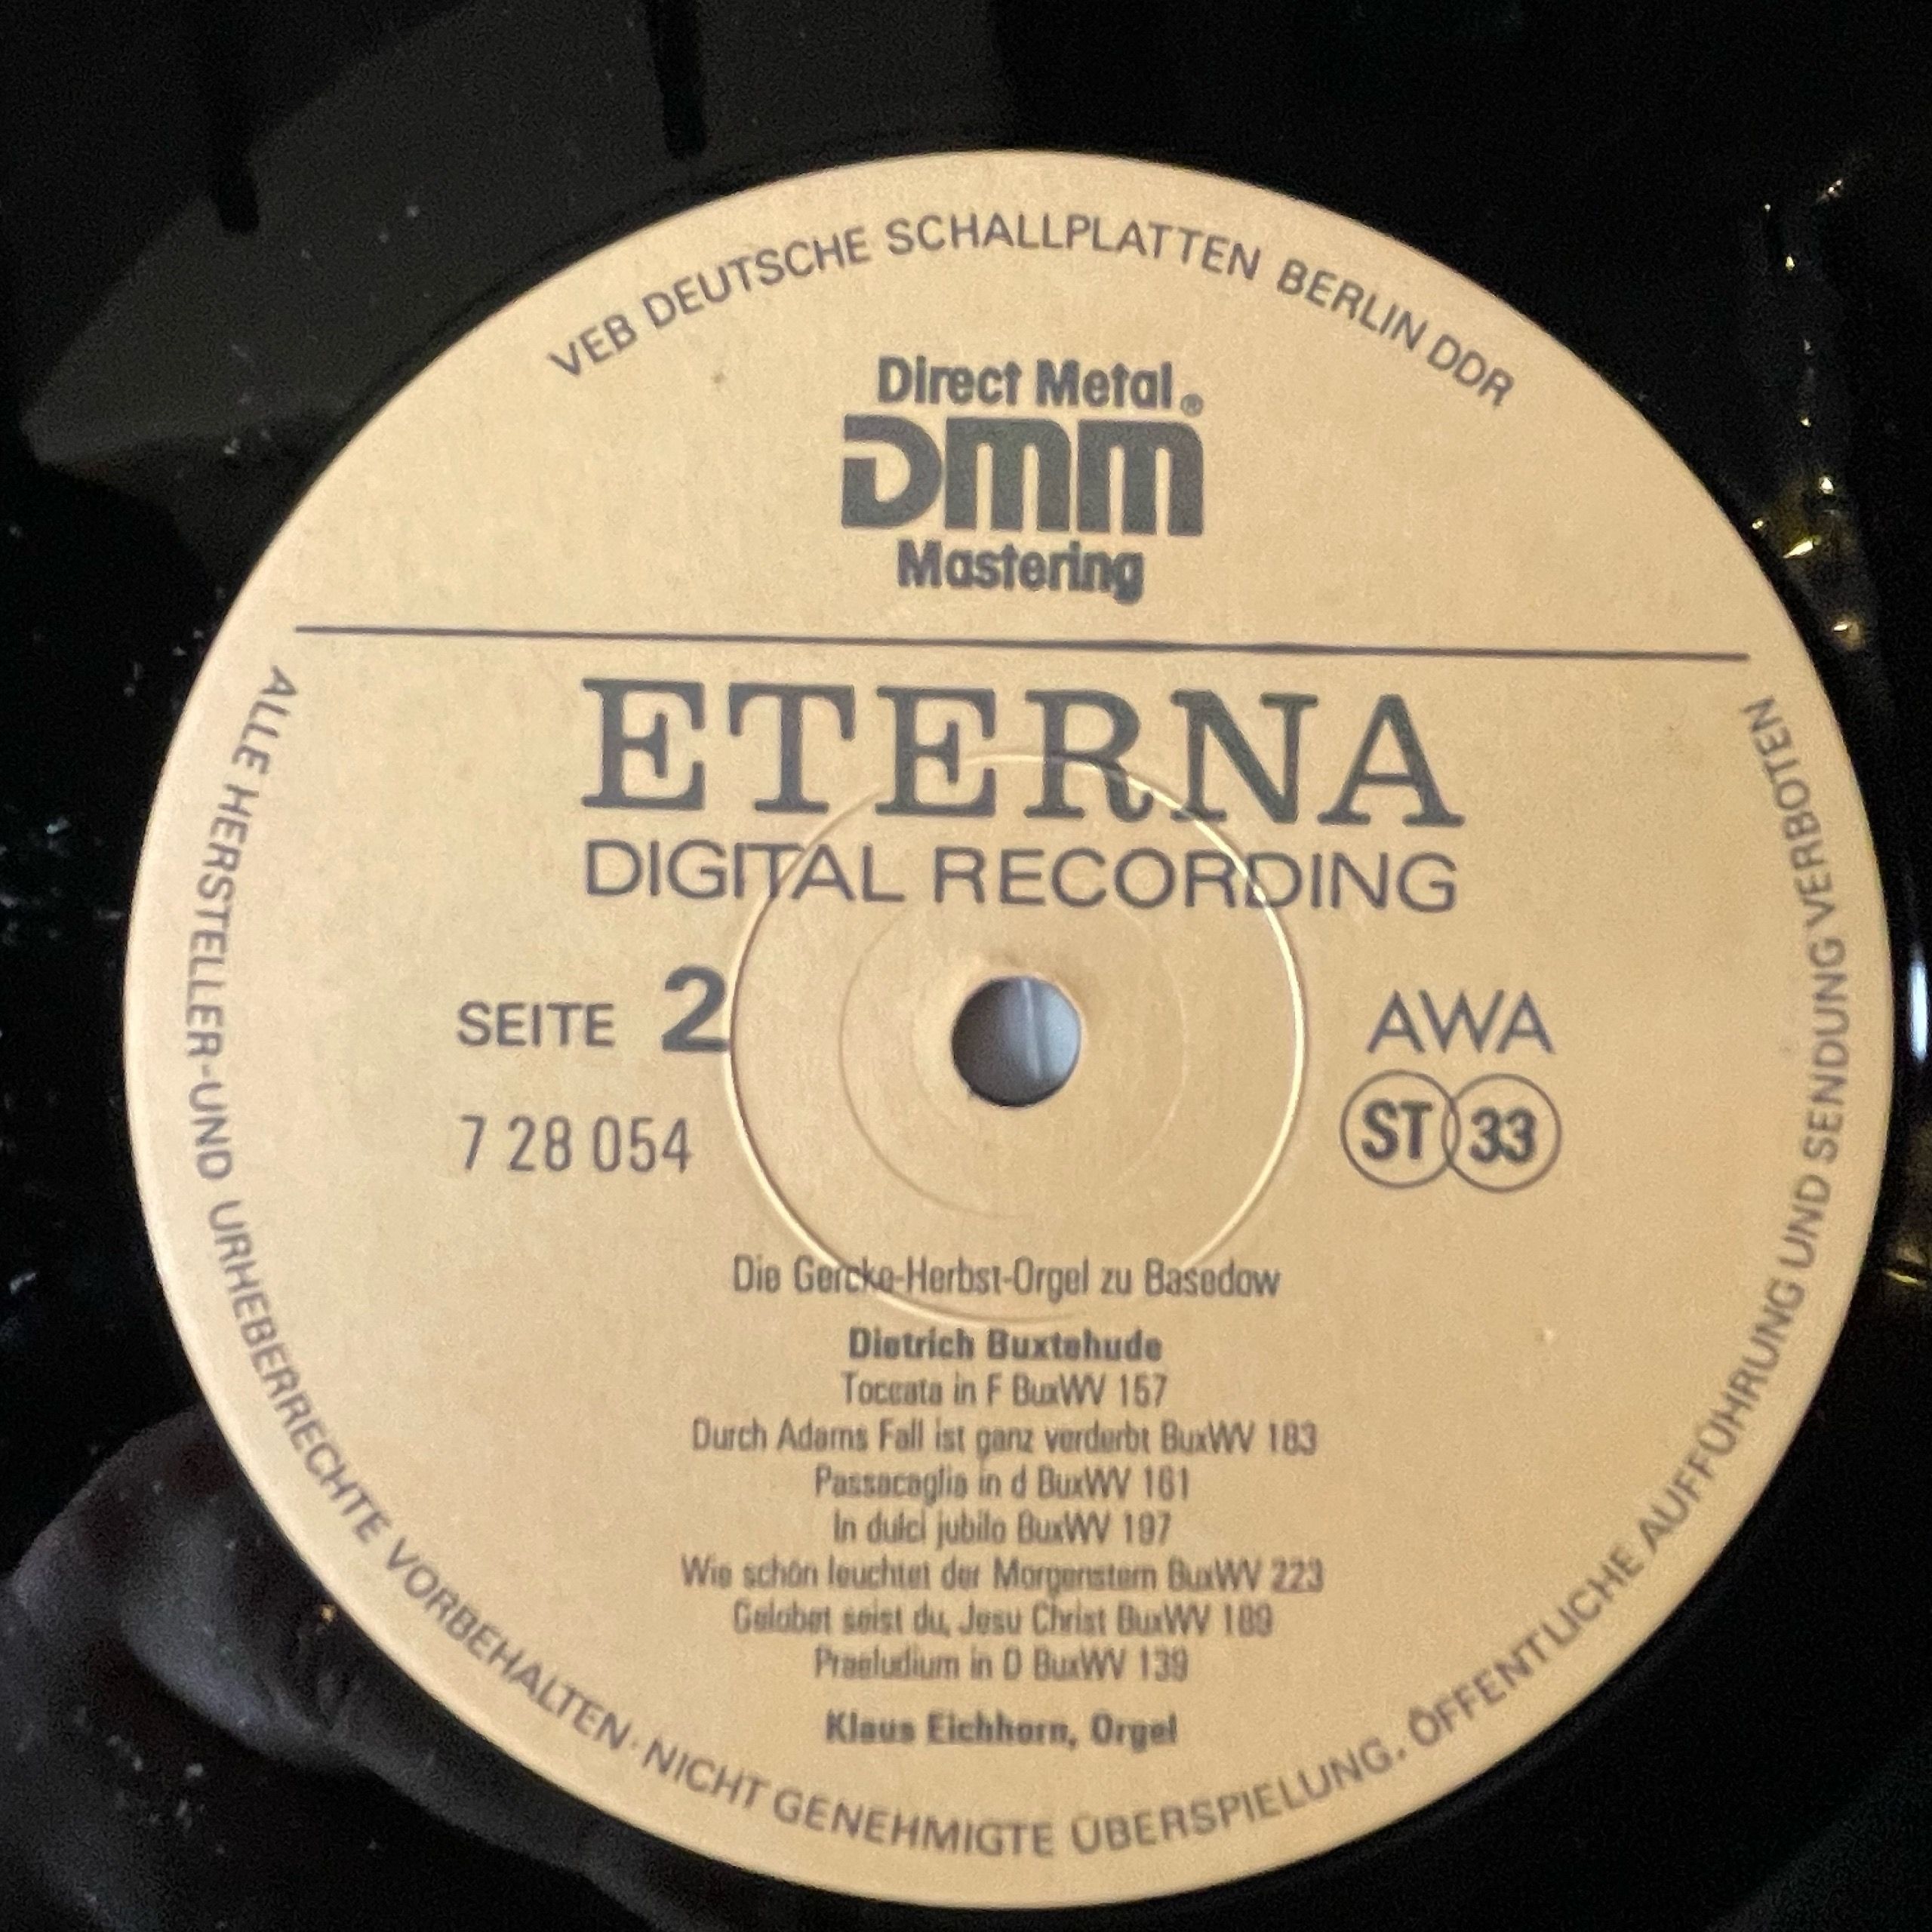 VEB DEUTSCHE SCHALLPLATTEN BERLIN DDR
Direct Metal ®
DMM
Mastering
ETERNA
DIGITAL RECORDING
SEITE 2
AWA
7 28 054
ST 33
Die Gercke-Herbst-Orgel zu Basedow
Dietrich Buxtehude
Toccata in F BuxWV 157
Durch Adams Fall ist ganz verderbt BuxWV 183
Passacaglia in d BuxWV 161
In dulci jubilo BuxWV 197
Wie schön leuchtet der Morgenstern BuxWV 223
Gelobet seist du, Jesu Christ BuxWV 189
Praeludium in D BuxWV 139
Klaus Eichhorn, Orgel
ALLE HERSTELLER-UND URHEBERRECHTE VORBEHALTEN · NICHT GENEHMIGTE ÜBERSPIELUNG, ÖFFENTLICHE AUFFÜHRUNG UND SENDUNG VERBOTEN